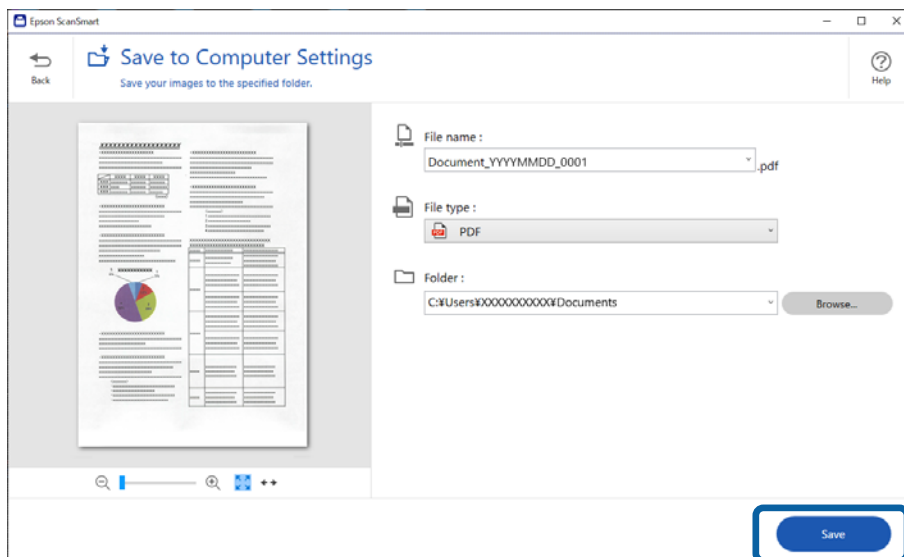 Epson ScanSmart
Back
Save to Computer Settings
Save your images to the specified folder.
Help
File name :
Document_YYYYMMDD_0001
.pdf
File type :
PDF
PDF
Folder :
C:¥Users¥XXXXXXXXXX¥Documents
Browse...
Save